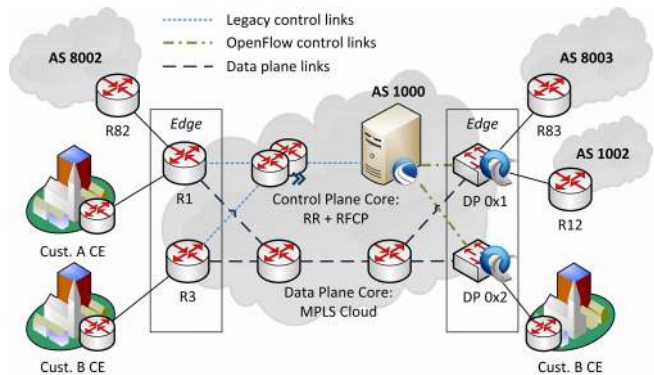 Legacy control links
OpenFlow control links
Data plane links
AS 8002
AS 8003
AS 1000
Edge
Edge
R82
R83
AS 1002
R1
DP 0x1
Control Plane Core:
RR + RFCP
R12
Cust. A CE
R3
DP 0x2
Data Plane Core:
MPLS Cloud
Cust. B CE
Cust. B CE